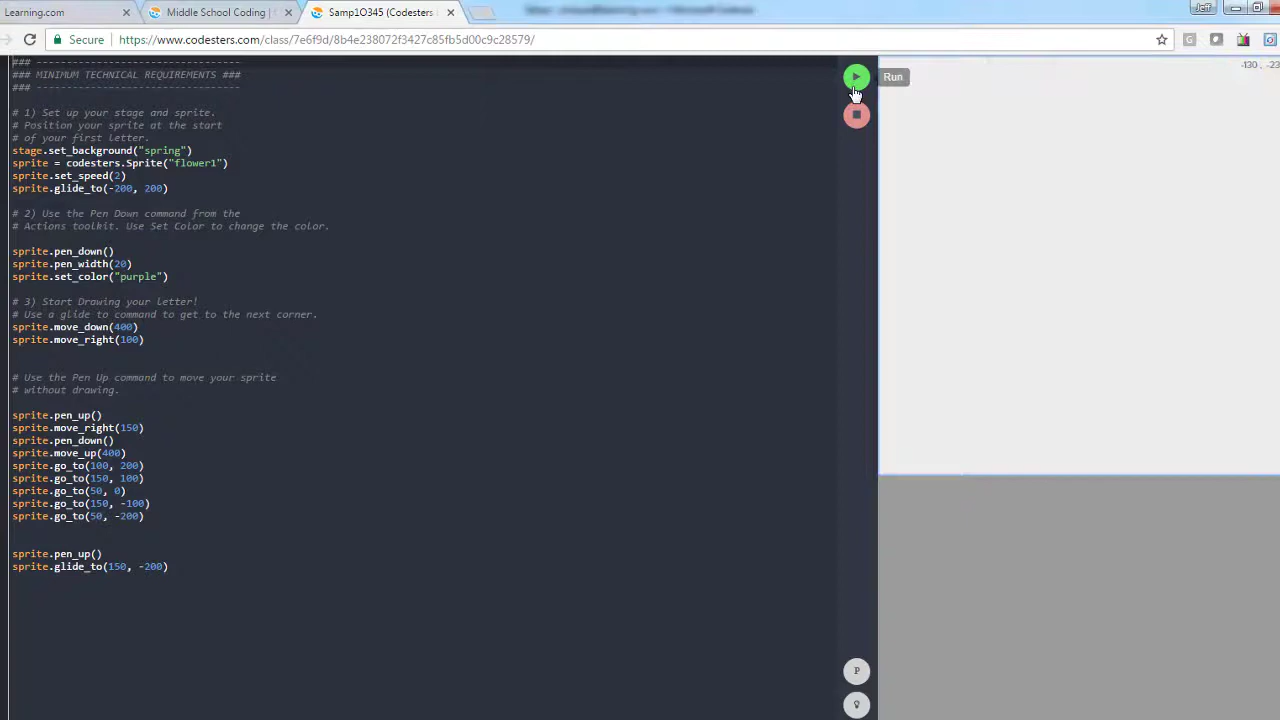 Learning.com
Middle School Coding
Samp1O345 (Codesters
Jeff
Secure
https://www.codesters.com/class/7e6f9d/8b4e238072f3427c85fb5d00c9c28579/
### ----------------------------------
### MINIMUM TECHNICAL REQUIREMENTS ###
### ----------------------------------
Run
-130 , -23
# 1) Set up your stage and sprite.
# Position your sprite at the start
# of your first letter.
stage.set_background("spring")
sprite = codesters.Sprite("flower1")
sprite.set_speed(2)
sprite.glide_to(-200, 200)
# 2) Use the Pen Down command from the
# Actions toolkit. Use Set Color to change the color.
sprite.pen_down()
sprite.pen_width(20)
sprite.set_color("purple")
# 3) Start Drawing your letter!
# Use a glide to command to get to the next corner.
sprite.move_down(400)
sprite.move_right(100)
# Use the Pen Up command to move your sprite
# without drawing.
sprite.pen_up()
sprite.move_right(150)
sprite.pen_down()
sprite.move_up(400)
sprite.go_to(100, 200)
sprite.go_to(150, 100)
sprite.go_to(50, 0)
sprite.go_to(150, -100)
sprite.go_to(50, -200)
sprite.pen_up()
sprite.glide_to(150, -200)
P